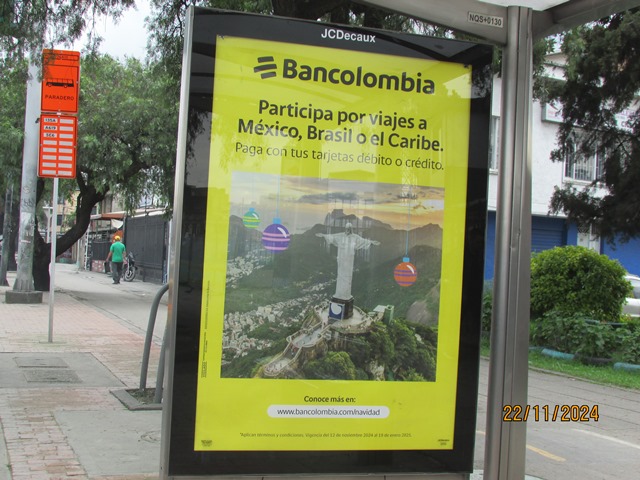 NQS+0130
JCDecaux
Bancolombia
Participa por viajes a
México, Brasil o el Caribe.
Paga con tus tarjetas débito o crédito.
PARADERO
Conoce más en:
www.bancolombia.com/navidad
22/11/2024